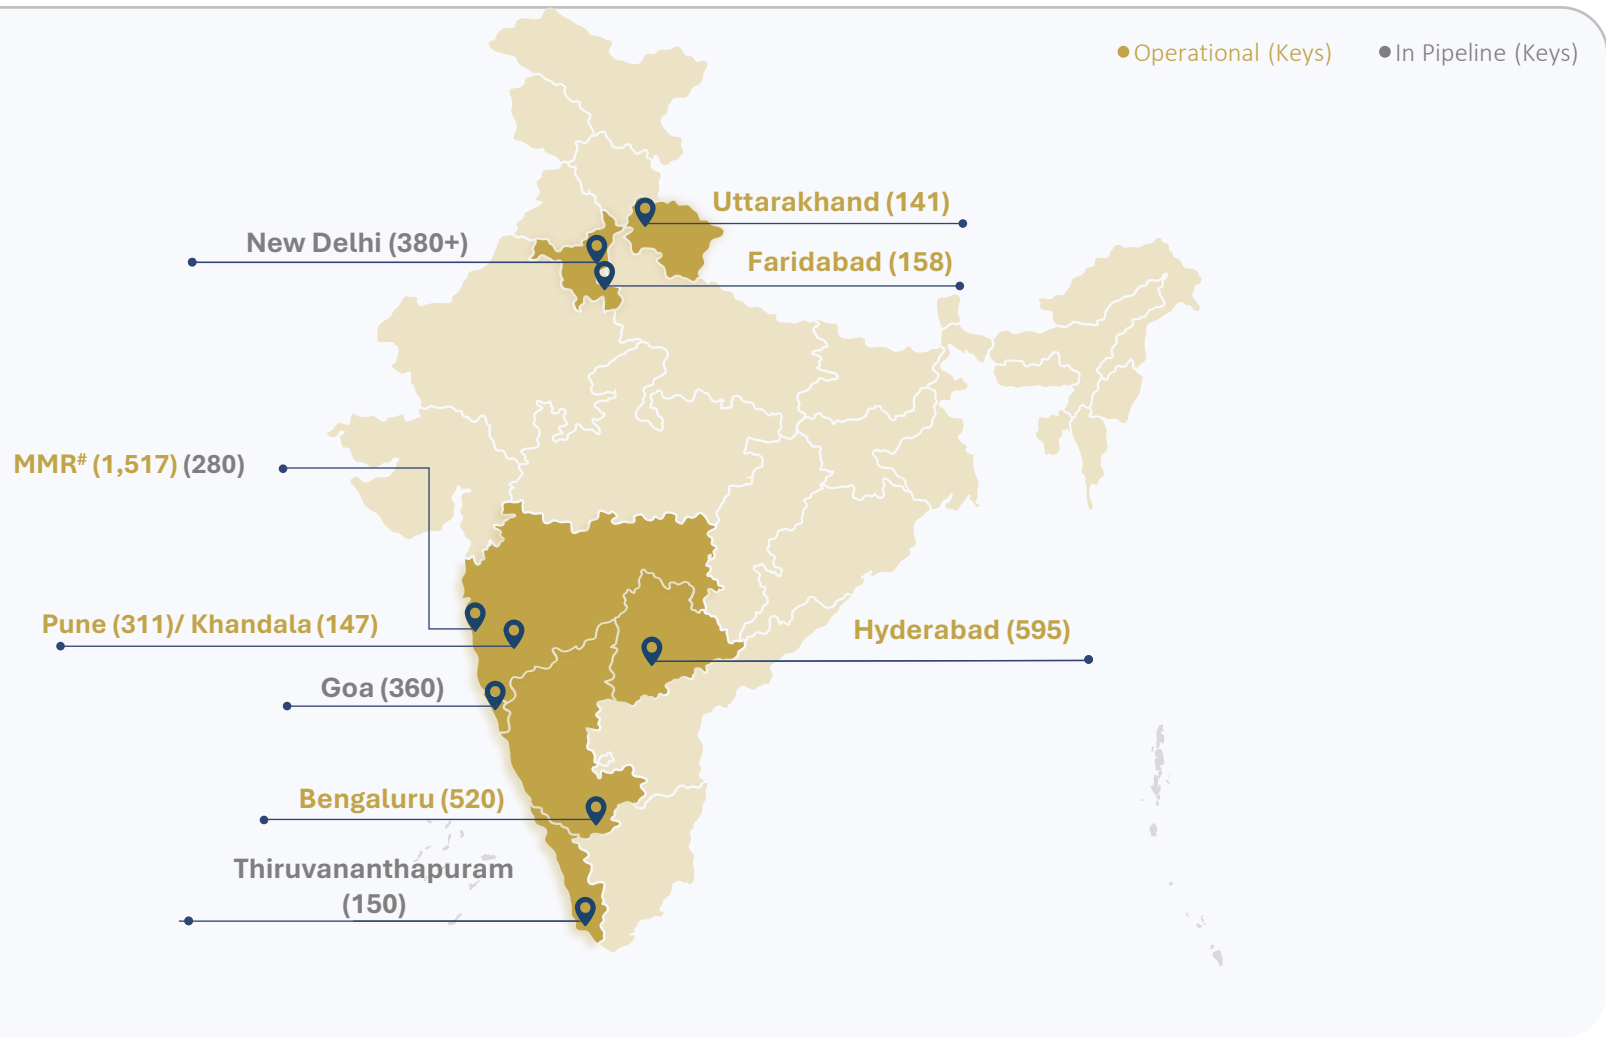 Operational (Keys) In Pipeline (Keys)
Uttarakhand (141)
New Delhi (380+)
Faridabad (158)
MMR# (1,517) (280)
Pune (311)/ Khandala (147)
Hyderabad (595)
Goa (360)
Bengaluru (520)
Thiruvananthapuram
(150)